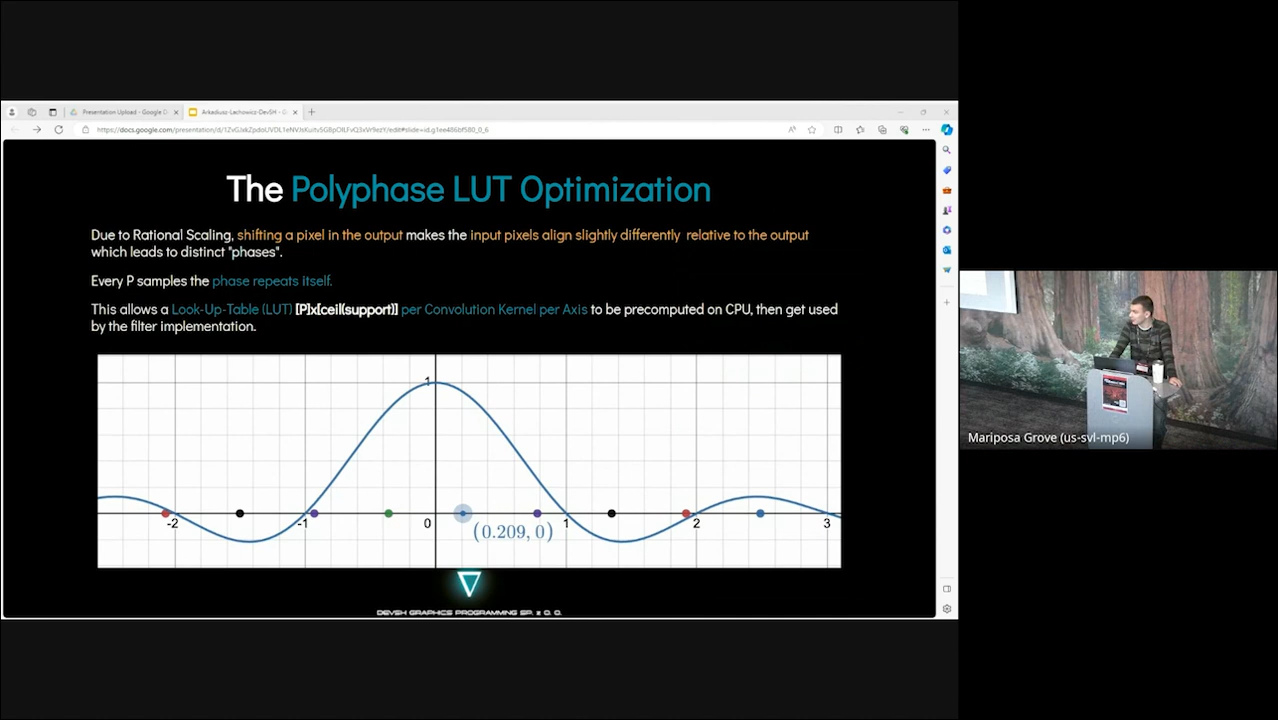 Presentation Upload - Google D
Arkadiusz-Lachowicz-DevSH - D
The Polyphase LUT Optimization
Due to Rational Scaling, shifting a pixel in the output makes the input pixels align slightly differently relative to the output
which leads to distinct "phases".
Every P samples the phase repeats itself.
This allows a Look-Up-Table (LUT) [P]x[ceil(support)] per Convolution Kernel per Axis to be precomputed on CPU, then get used
by the filter implementation.
1
-2
-1
0
1
2
3
(0.209, 0)
DEVSH GRAPHICS PROGRAMMING SP. z O. O.
Mariposa Grove (us-svl-mp6)